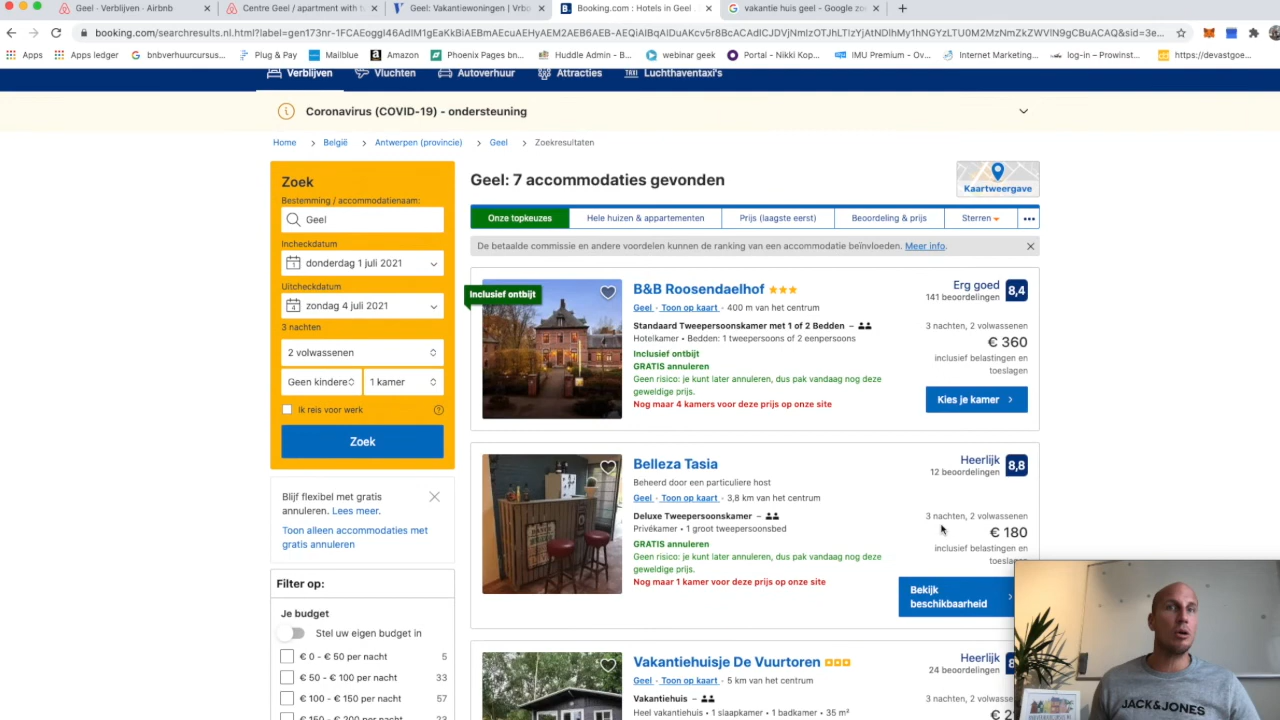 Geel · Verblijven · Airbnb
Centre Geel / apartment with
Geel: Vakantiewoningen | Vrbo
Booking.com : Hotels in Geel
vakantie huis geel - Google zo
booking.com/searchresults.nl.html?label=
Apps
Apps ledger
bnbverhuurcursus...
Plug & Pay
Mailblue
Amazon
Phoenix Pages bn...
Huddle Admin - B...
webinar geek
Portal - Nikki Kop...
IMU Premium - Ov...
Internet Marketing...
log-in – ProwInst...
https://devastgoe...
Verblijven
Vluchten
Autoverhuur
Attracties
Luchthaventaxi's
Coronavirus (COVID-19) - ondersteuning
Home
België
Antwerpen (provincie)
Geel
Zoekresultaten
Zoek
Bestemming / accommodatienaam:
Geel
Incheckdatum
donderdag 1 juli 2021
Uitcheckdatum
zondag 4 juli 2021
3 nachten
2 volwassenen
Geen kindere
1 kamer
Ik reis voor werk
Zoek
Blijf flexibel met gratis
annuleren. Lees meer.
Toon alleen accommodaties met
gratis annuleren
Filter op:
Je budget
Stel uw eigen budget in
€ 0 - € 50 per nacht 5
€ 50 - € 100 per nacht 33
€ 100 - € 150 per nacht 57
€ 150 - € 200 per nacht 23
Geel: 7 accommodaties gevonden
Kaartweergave
Onze topkeuzes
Hele huizen & appartementen
Prijs (laagste eerst)
Beoordeling & prijs
Sterren
De betaalde commissie en andere voordelen kunnen de ranking van een accommodatie beïnvloeden. Meer info.
Inclusief ontbijt
B&B Roosendaelhof
Geel · Toon op kaart · 400 m van het centrum
Standaard Tweepersoonskamer met 1 of 2 Bedden –
Hotelkamer • Bedden: 1 tweepersoons of 2 eenpersoons
Inclusief ontbijt
GRATIS annuleren
Geen risico: je kunt later annuleren, dus pak vandaag nog deze
geweldige prijs.
Nog maar 4 kamers voor deze prijs op onze site
Erg goed 8,4
141 beoordelingen
3 nachten, 2 volwassenen
€ 360
inclusief belastingen en
toeslagen
Kies je kamer
Belleza Tasia
Beheerd door een particuliere host
Geel · Toon op kaart · 3,8 km van het centrum
Deluxe Tweepersoonskamer –
Privékamer • 1 groot tweepersoonsbed
GRATIS annuleren
Geen risico: je kunt later annuleren, dus pak vandaag nog deze
geweldige prijs.
Nog maar 1 kamer voor deze prijs op onze site
Heerlijk 8,8
12 beoordelingen
3 nachten, 2 volwassenen
€ 180
inclusief belastingen en
toeslagen
Bekijk
beschikbaarheid
Vakantiehuisje De Vuurtoren
Geel · Toon op kaart · 5 km van het centrum
Vakantiehuis –
Heel vakantiehuis • 1 slaapkamer • 1 badkamer • 35 m²
Heerlijk
24 beoordelingen
3 nachten, 2 volwassen
JACK&JONES